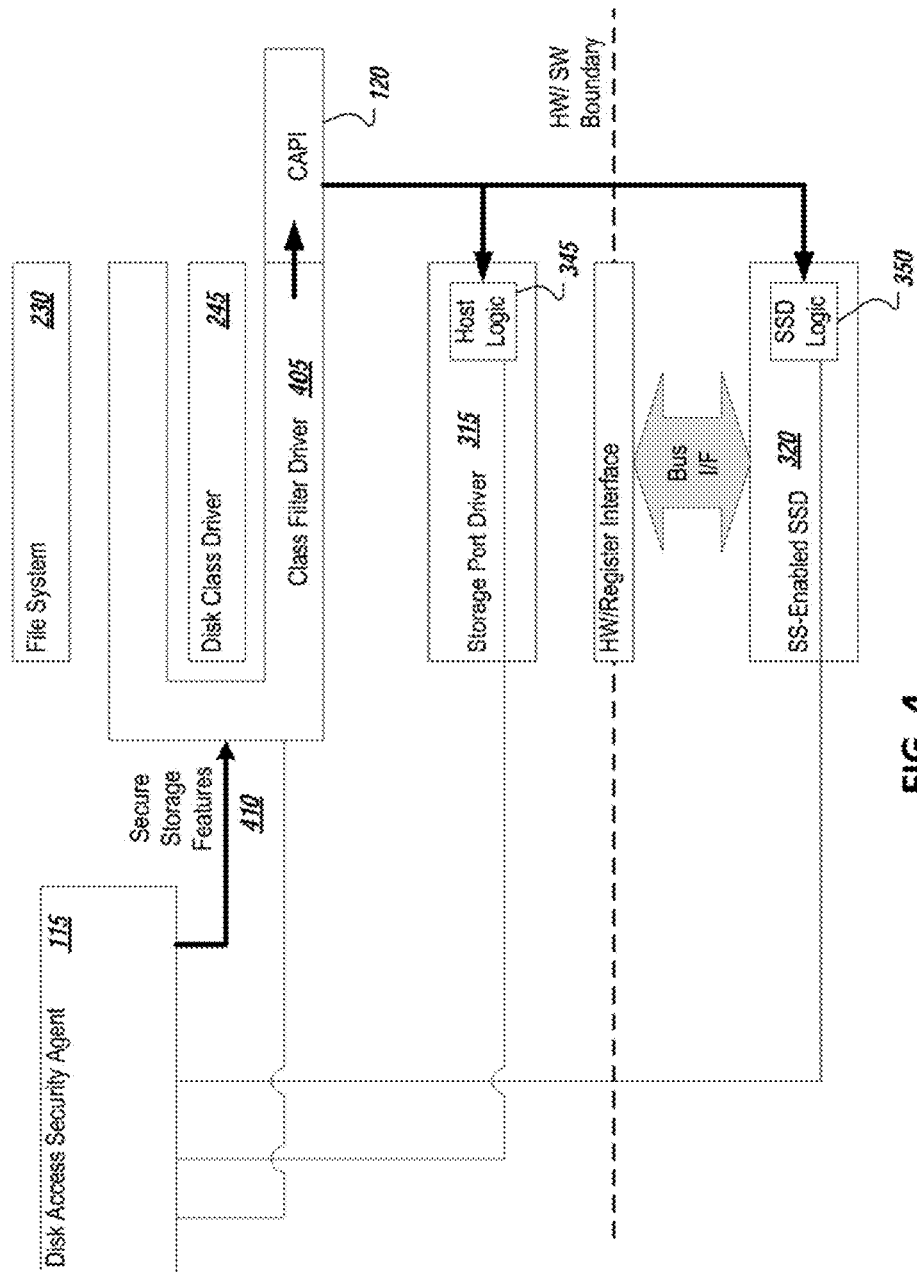 Disk Access Security Agent 115
Secure
Storage
Features
410
File System 230
Disk Class Driver 245
Class Filter Driver 405
CAPI
120
Storage Port Driver 315
Host
Logic
345
HW/ SW
Boundary
HW/Register Interface
Bus
I/F
SS-Enabled SSD 320
SSD
Logic
350
FIG. 4